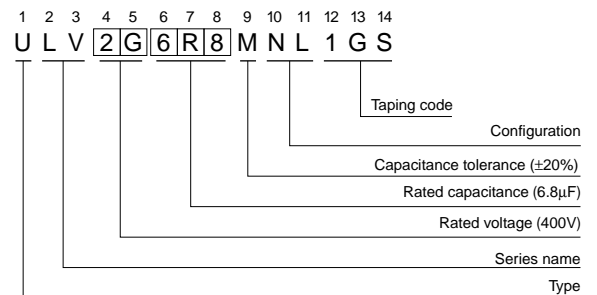 1 2 3 4 5 6 7 8 9 10 11 12 13 14
U L V 2 G 6 R 8 M N L 1 G S
Taping code
Configuration
Capacitance tolerance (±20%)
Rated capacitance (6.8µF)
Rated voltage (400V)
Series name
Type